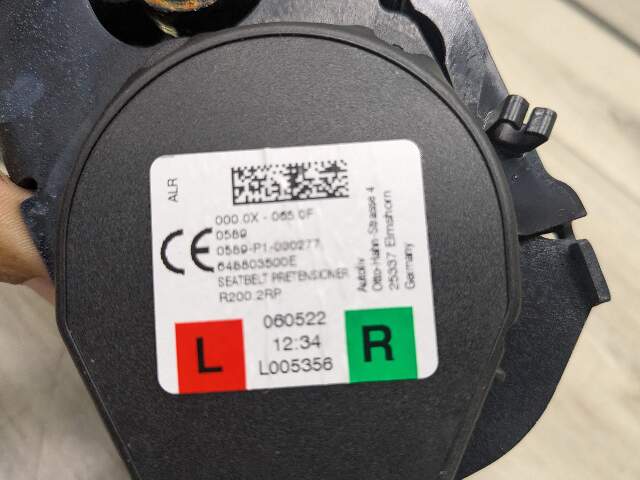 ALR
000.0X - 065.0F
0589
CE
0589-P1-000277
648803500E
SEATBELT PRETENSIONER
R200.2RP
Autoliv
Otto-Hahn-Strasse 4
25337 Elmshorn
Germany
L
060522
12:34
L005356
R